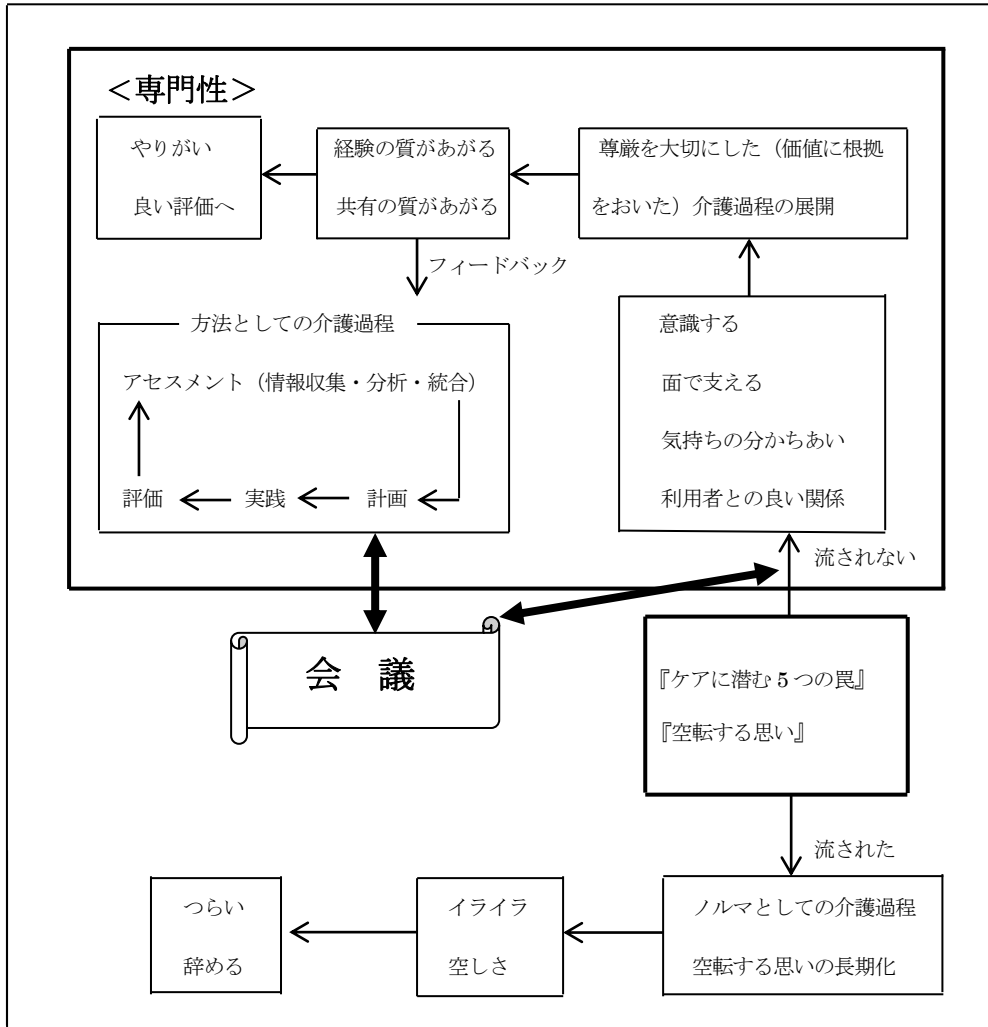 ＜専門性＞
やりがい
良い評価へ
経験の質があがる
共有の質があがる
尊厳を大切にした（価値に根拠
をおいた）介護過程の展開
フィードバック
方法としての介護過程
アセスメント（情報収集・分析・統合）
評価
実践
計画
意識する
面で支える
気持ちの分かちあい
利用者との良い関係
流されない
会　議
『ケアに潜む5つの罠』
『空転する思い』
流された
つらい
辞める
イライラ
空しさ
ノルマとしての介護過程
空転する思いの長期化